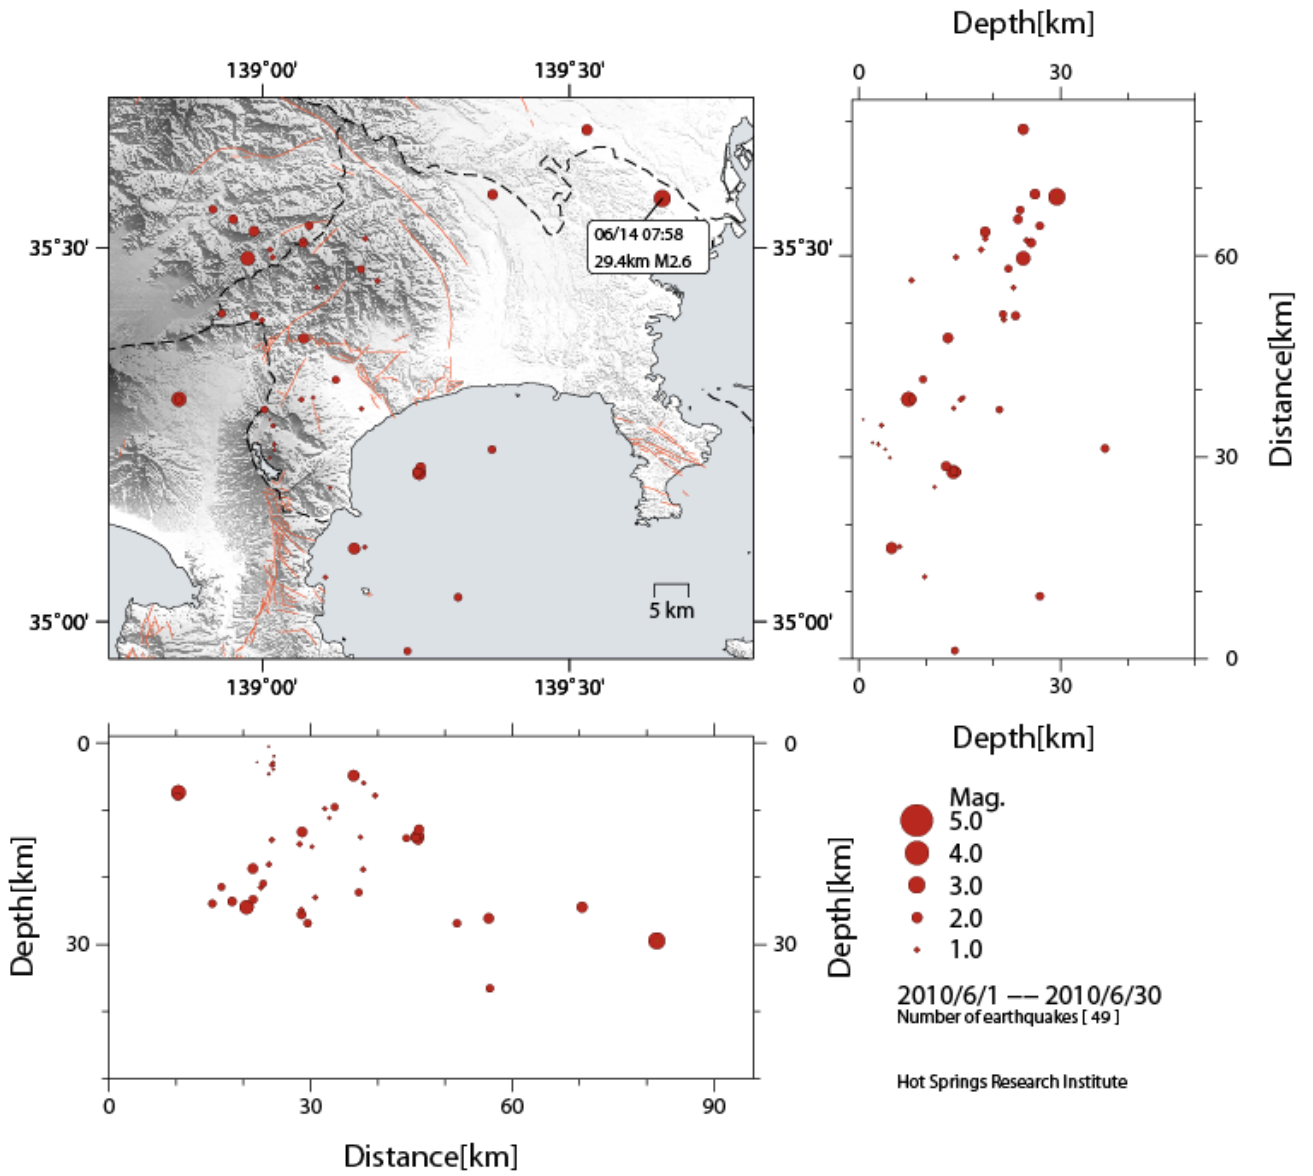 Depth[km]
139°00'
139°30'
0
30
35°30'
06/14 07:58
29.4km M2.6
35°30'
60
30
Distance[km]
35°00'
5 km
35°00'
0
139°00'
139°30'
0
30
Depth[km]
0
0
30
30
Depth[km]
Depth[km]
0
30
60
90
Distance[km]
Mag.
5.0
4.0
3.0
2.0
1.0
2010/6/1 −− 2010/6/30
Number of earthquakes [ 49 ]
Hot Springs Research Institute